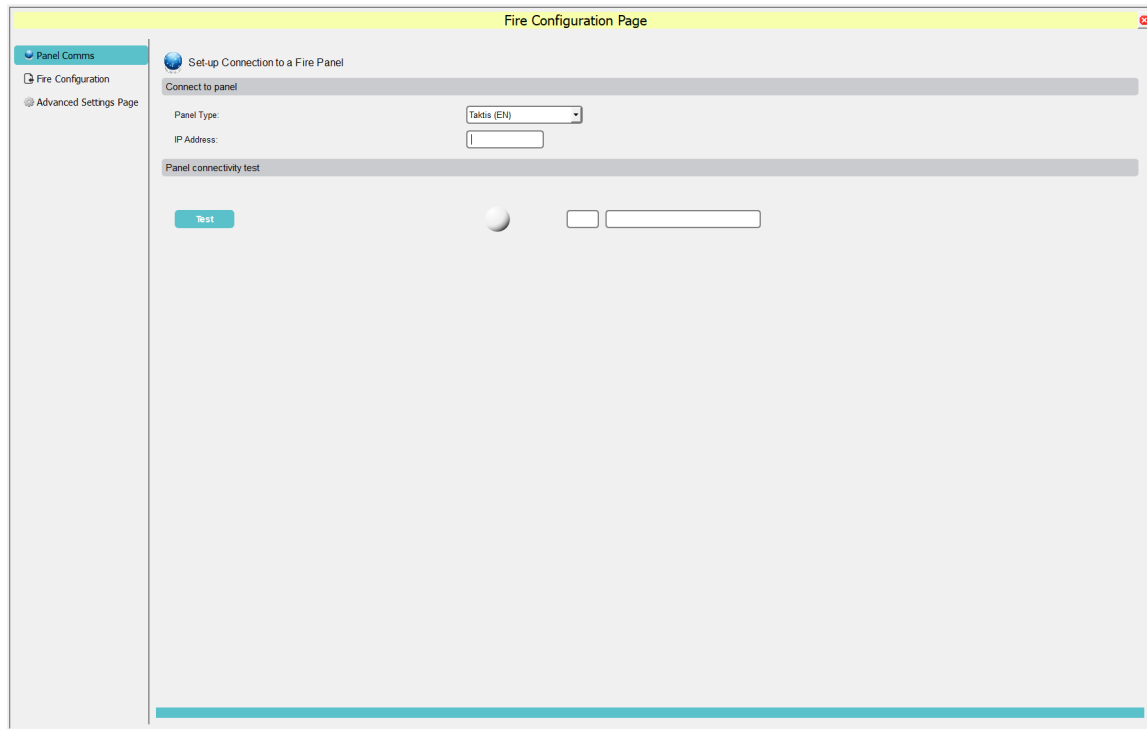 Fire Configuration Page
Panel Comms
Fire Configuration
Advanced Settings Page
Set-up Connection to a Fire Panel
Connect to panel
Panel Type:
Taktis (EN)
IP Address:
Panel connectivity test
Test